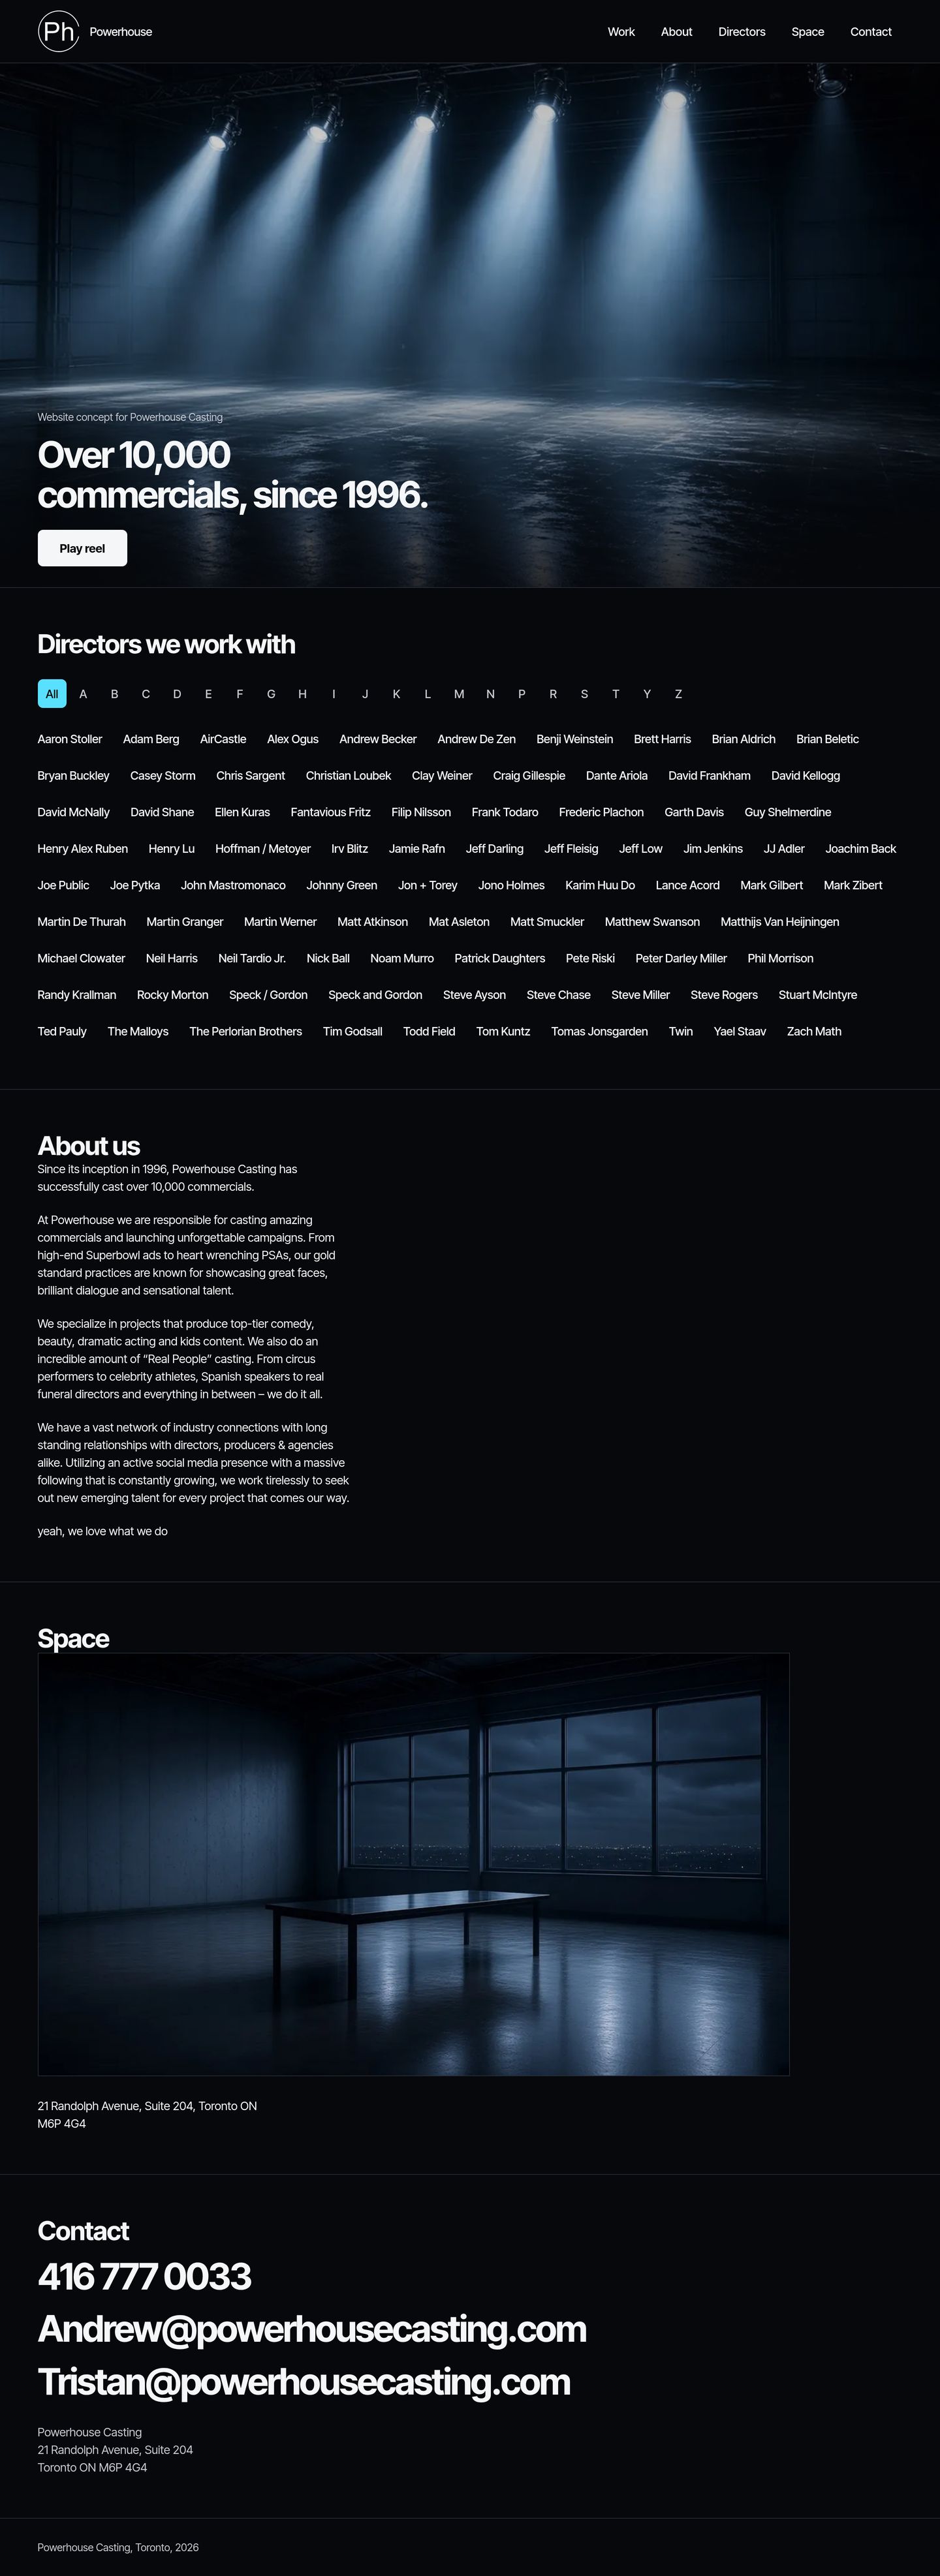 Ph Powerhouse
Work About Directors Space Contact
Website concept for Powerhouse Casting
Over 10,000
commercials, since 1996.
Play reel
Directors we work with
All A B C D E F G H I J K L M N P R S T Y Z
Aaron Stoller Adam Berg AirCastle Alex Ogus Andrew Becker Andrew De Zen Benji Weinstein Brett Harris Brian Aldrich Brian Beletic
Bryan Buckley Casey Storm Chris Sargent Christian Loubek Clay Weiner Craig Gillespie Dante Ariola David Frankham David Kellogg
David McNally David Shane Ellen Kuras Fantavious Fritz Filip Nilsson Frank Todaro Frederic Plachon Garth Davis Guy Shelmerdine
Henry Alex Ruben Henry Lu Hoffman / Metoyer Irv Blitz Jamie Rafn Jeff Darling Jeff Fleisig Jeff Low Jim Jenkins JJ Adler Joachim Back
Joe Public Joe Pytka John Mastromonaco Johnny Green Jon + Torey Jono Holmes Karim Huu Do Lance Acord Mark Gilbert Mark Zibert
Martin De Thurah Martin Granger Martin Werner Matt Atkinson Mat Asleton Matt Smuckler Matthew Swanson Matthijs Van Heijningen
Michael Clowater Neil Harris Neil Tardio Jr. Nick Ball Noam Murro Patrick Daughters Pete Riski Peter Darley Miller Phil Morrison
Randy Krallman Rocky Morton Speck / Gordon Speck and Gordon Steve Ayson Steve Chase Steve Miller Steve Rogers Stuart McIntyre
Ted Pauly The Malloys The Perlorian Brothers Tim Godsall Todd Field Tom Kuntz Tomas Jonsgarden Twin Yael Staav Zach Math
About us
Since its inception in 1996, Powerhouse Casting has
successfully cast over 10,000 commercials.
At Powerhouse we are responsible for casting amazing
commercials and launching unforgettable campaigns. From
high-end Superbowl ads to heart wrenching PSAs, our gold
standard practices are known for showcasing great faces,
brilliant dialogue and sensational talent.
We specialize in projects that produce top-tier comedy,
beauty, dramatic acting and kids content. We also do an
incredible amount of “Real People” casting. From circus
performers to celebrity athletes, Spanish speakers to real
funeral directors and everything in between – we do it all.
We have a vast network of industry connections with long
standing relationships with directors, producers & agencies
alike. Utilizing an active social media presence with a massive
following that is constantly growing, we work tirelessly to seek
out new emerging talent for every project that comes our way.
yeah, we love what we do
Space
21 Randolph Avenue, Suite 204, Toronto ON
M6P 4G4
Contact
416 777 0033
Andrew@powerhousecasting.com
Tristan@powerhousecasting.com
Powerhouse Casting
21 Randolph Avenue, Suite 204
Toronto ON M6P 4G4
Powerhouse Casting, Toronto, 2026